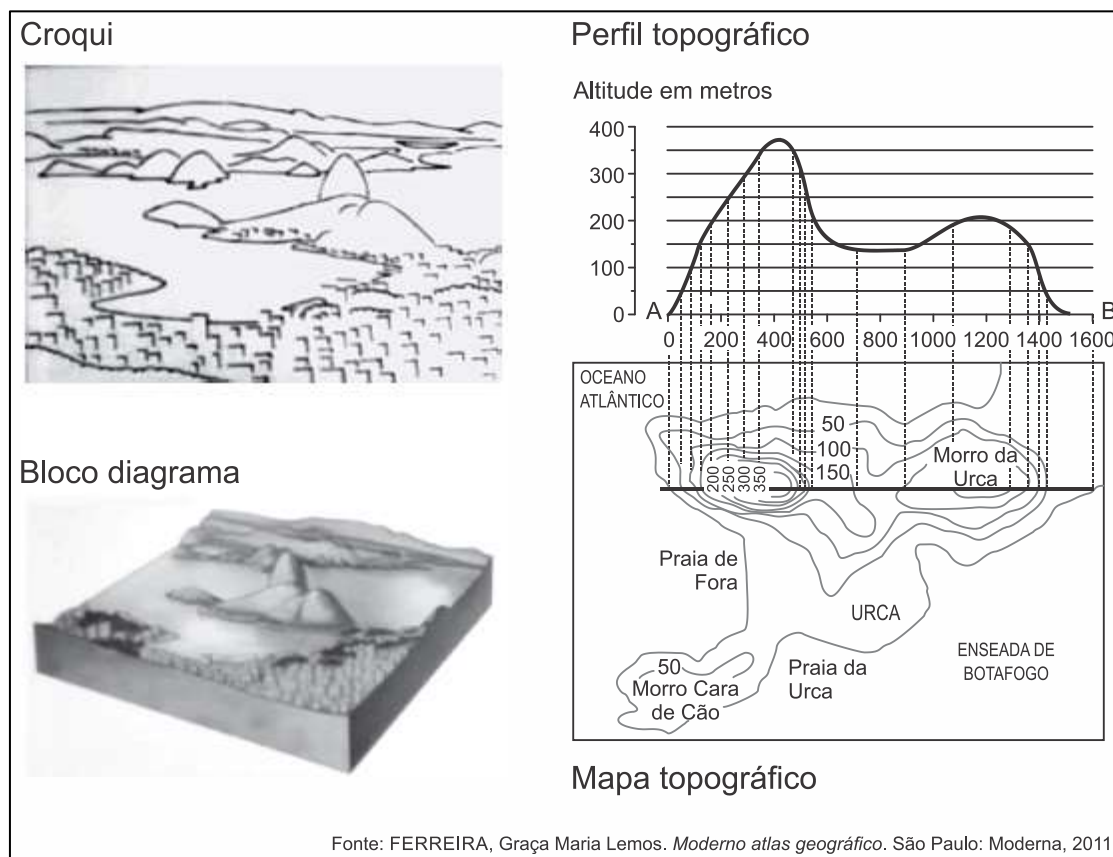 Croqui
Perfil topográfico
Altitude em metros
400
300
200
100
0
A
B
0 200 400 600 800 1000 1200 1400 1600
OCEANO
ATLÂNTICO
50
100
150
200
250
300
350
Morro da
Urca
Bloco diagrama
Praia de
Fora
URCA
ENSEADA DE
BOTAFOGO
50
Morro Cara
de Cão
Praia da
Urca
Mapa topográfico
Fonte: FERREIRA, Graça Maria Lemos. Moderno atlas geográfico. São Paulo: Moderna, 2011